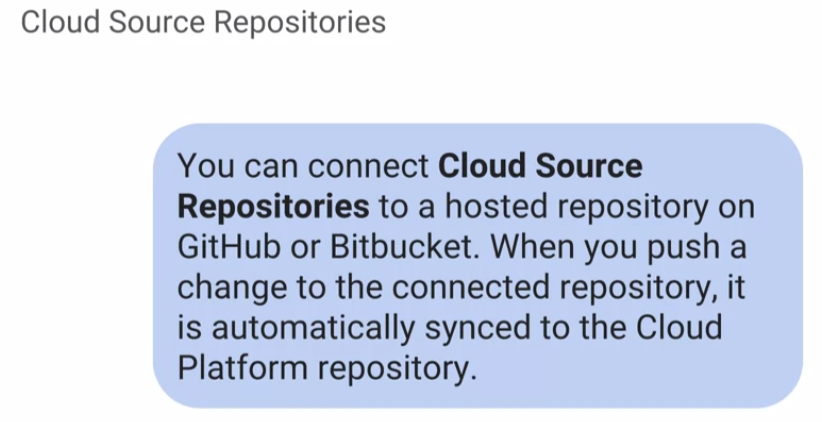 Cloud Source Repositories
You can connect Cloud Source
Repositories to a hosted repository on
GitHub or Bitbucket. When you push a
change to the connected repository, it
is automatically synced to the Cloud
Platform repository.